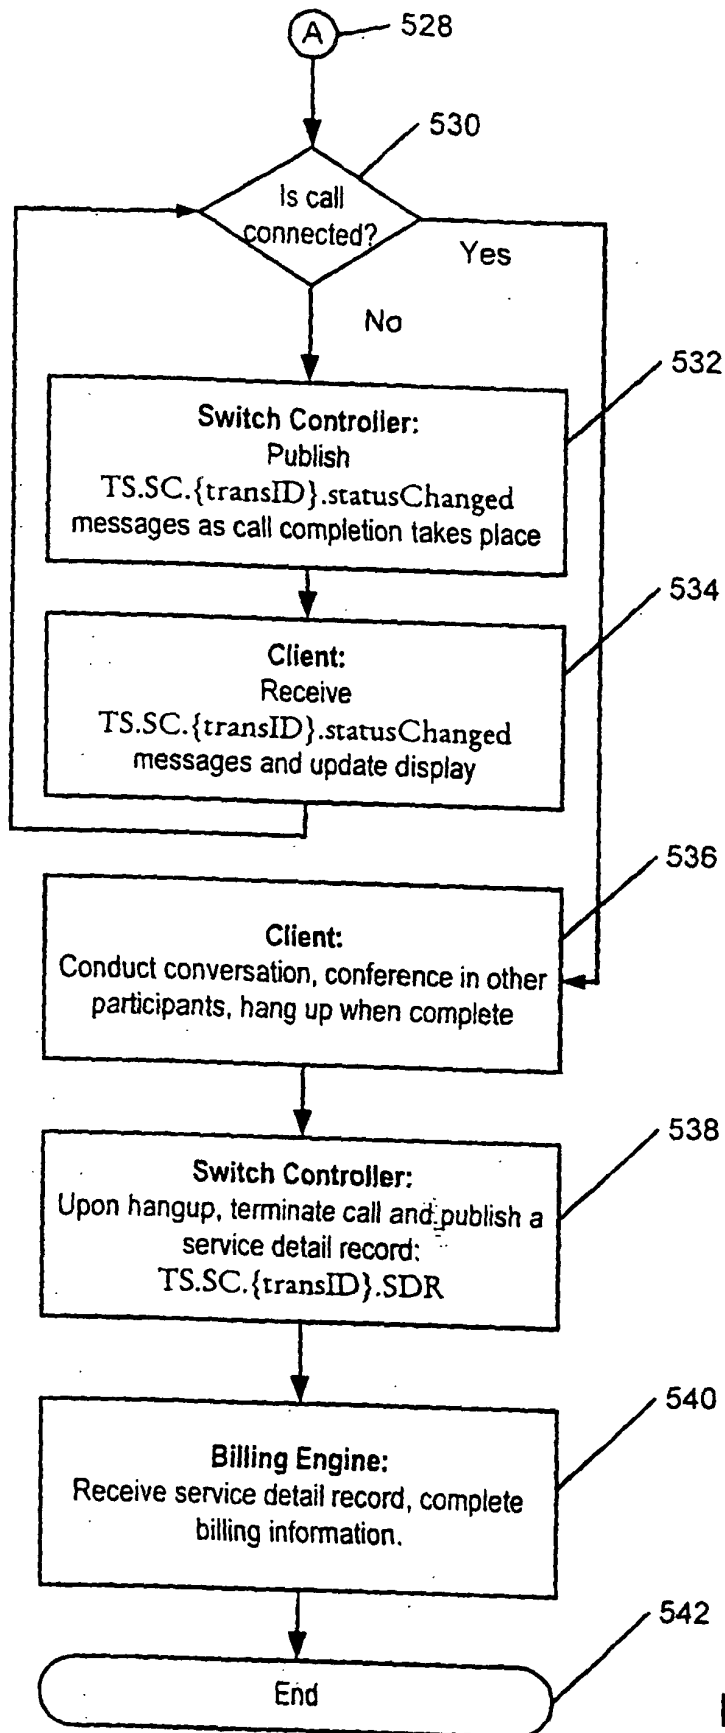 A
528
530
Is call
connected?
Yes
No
532
Switch Controller:
Publish
TS.SC.{transID}.statusChanged
messages as call completion takes place
534
Client:
Receive
TS.SC.{transID}.statusChanged
messages and update display
536
Client:
Conduct conversation, conference in other
participants, hang up when complete
538
Switch Controller:
Upon hangup, terminate call and publish a
service detail record:
TS.SC.{transID}.SDR
540
Billing Engine:
Receive service detail record, complete
billing information.
542
End